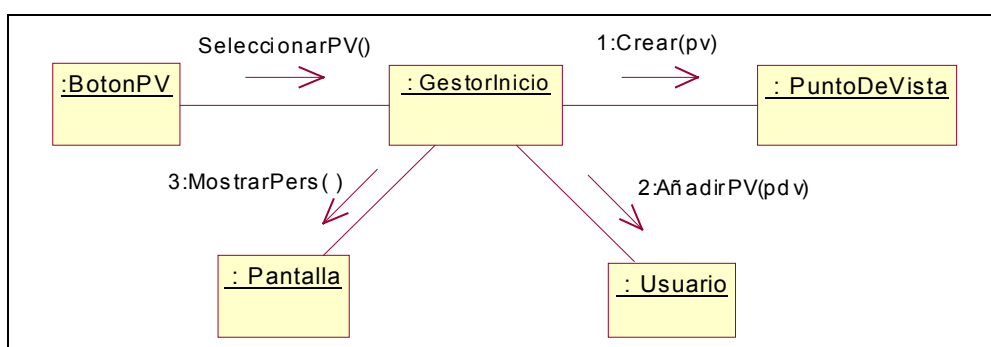 SeleccionarPV()
1:Crear(pv)
:BotonPV
: GestorInicio
: PuntoDeVista
3:MostrarPers( )
2:AñadirPV(pdv)
: Pantalla
: Usuario